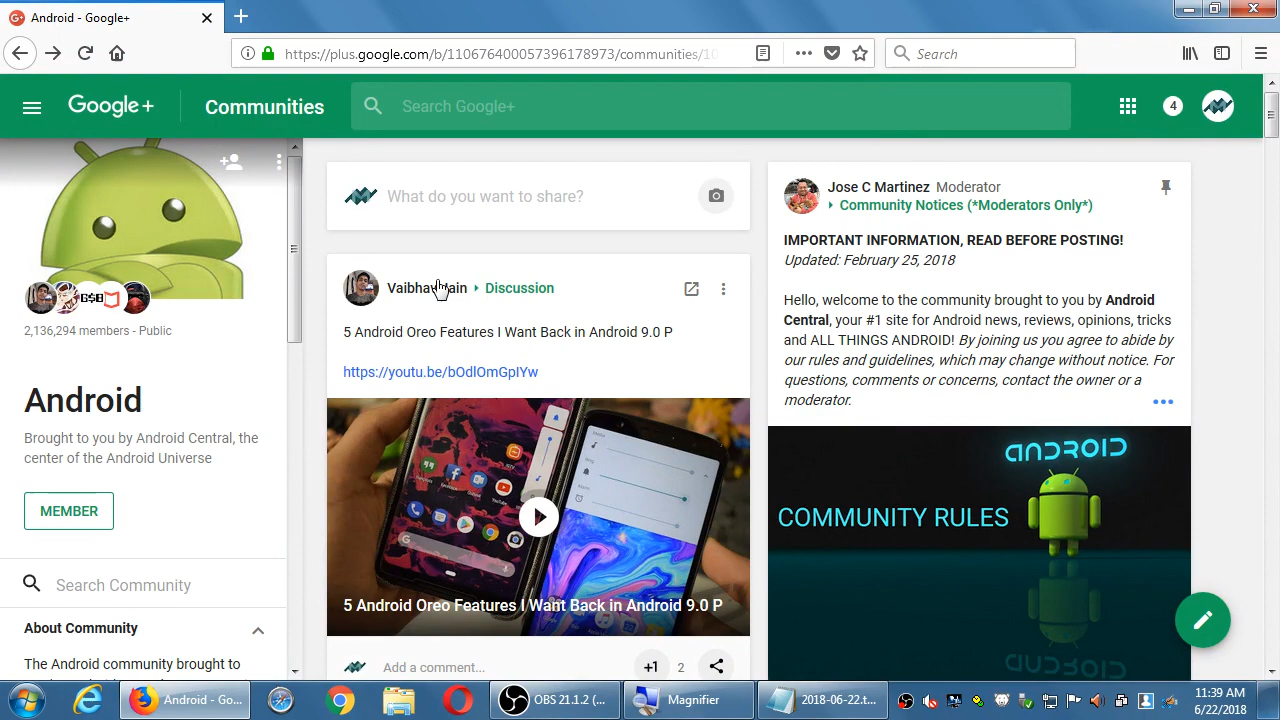 Android - Google+
https://plus.google.com/b/110676400057396178973/communities/10
Search
Google+
Communities
Search Google+
4
2,136,294 members - Public
Android
Brought to you by Android Central, the
center of the Android Universe
MEMBER
Search Community
About Community
The Android community brought to
What do you want to share?
Discussion
5 Android Oreo Features I Want Back in Android 9.0 P
https://youtu.be/bOdlOmGpIYw
5 Android Oreo Features I Want Back in Android 9.0 P
Add a comment...
+1
2
Jose C Martinez Moderator
Community Notices (*Moderators Only*)
IMPORTANT INFORMATION, READ BEFORE POSTING!
Updated: February 25, 2018
Hello, welcome to the community brought to you by Android
Central, your #1 site for Android news, reviews, opinions, tricks
and ALL THINGS ANDROID! By joining us you agree to abide by
our rules and guidelines, which may change without notice. For
questions, comments or concerns, contact the owner or a
moderator.
ANDROID
COMMUNITY RULES
Android - Go...
OBS 21.1.2 (...
Magnifier
2018-06-22.t...
11:39 AM
6/22/2018